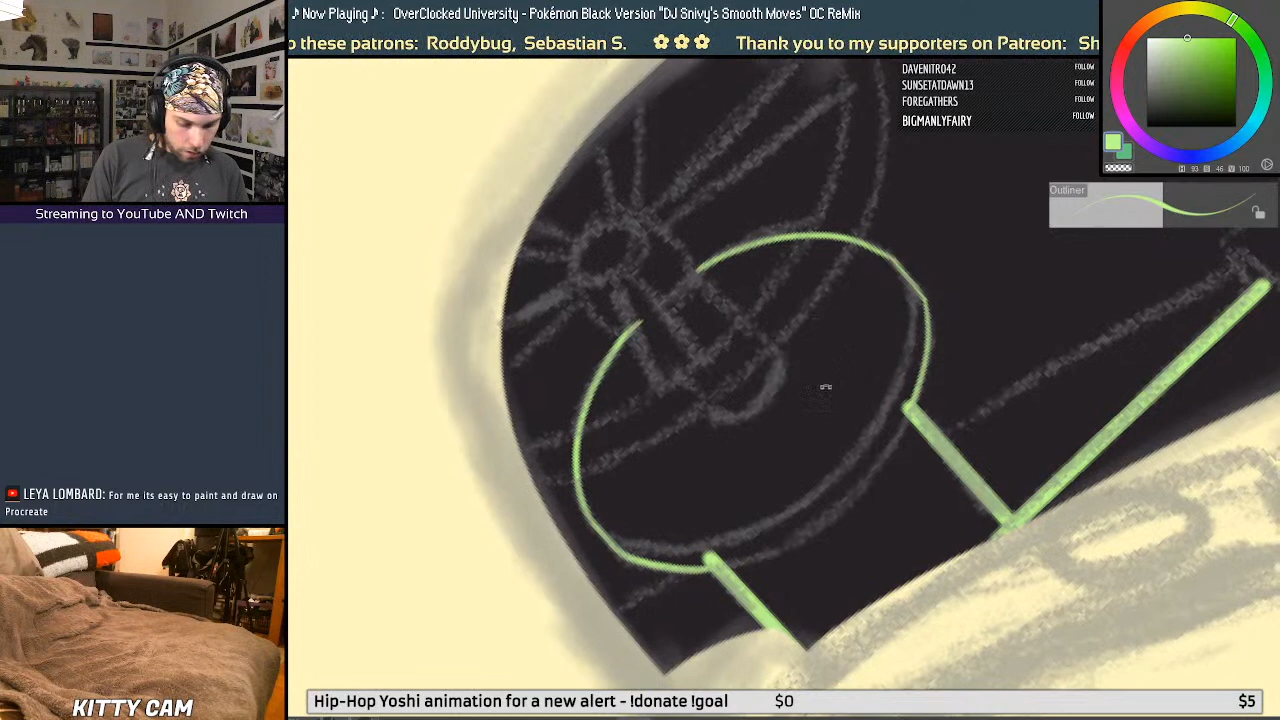 ♪ Now Playing ♪ : OverClocked University - Pokémon Black Version "DJ Snivy's Smooth Moves" OC ReMix
o these patrons: Roddybug, Sebastian S. ✿ ✿ ✿ Thank you to my supporters on Patreon: Sh
DAVENITRO42 FOLLOW
SUNSETATDAWN13 FOLLOW
FOREGATHERS FOLLOW
BIGMANLYFAIRY FOLLOW
H 93 S 46 V 100
Outliner
Streaming to YouTube AND Twitch
LEYA LOMBARD: For me its easy to paint and draw on
Procreate
KITTY CAM
Hip-Hop Yoshi animation for a new alert - !donate !goal $0 $5